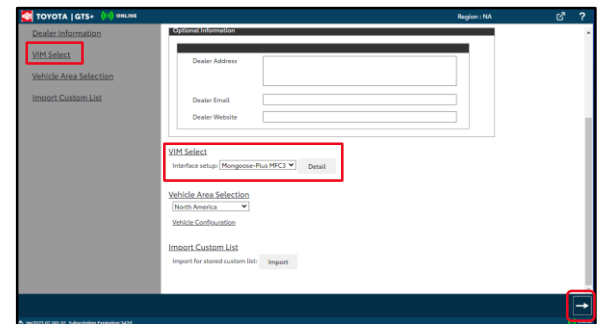 TOYOTA | GTS+ ONLINE Region : NA ?
Dealer Information
VIM Select
Vehicle Area Selection
Import Custom List
Optional Information
Dealer Address
Dealer Email
Dealer Website
VIM Select
Interface setup: Mongoose-Plus MFC3 Detail
Vehicle Area Selection
North America
Vehicle Configuration
Import Custom List
Import for stored custom list: Import